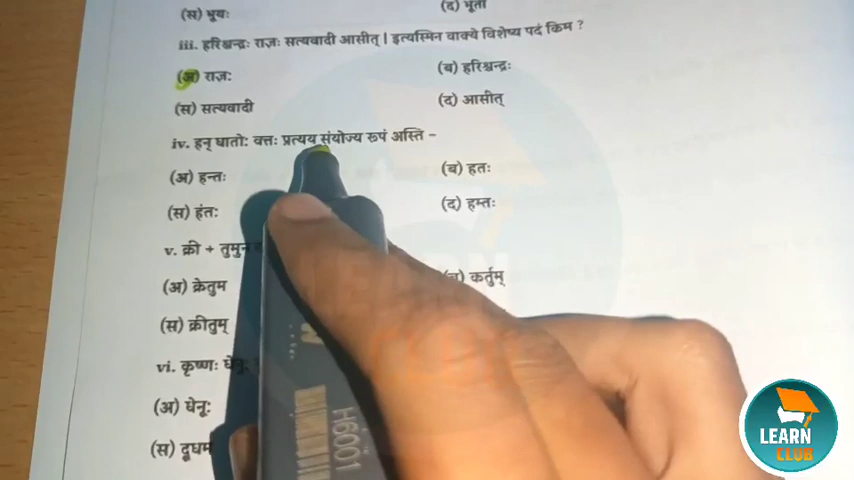 (स) भूयः (द) भूता
iii. हरिश्चन्द्रः राज्ञः सत्यवादी आसीत् | इत्यस्मिन वाक्ये विशेष्य पदं किम ?
(अ) राज्ञः (ब) हरिश्चन्द्रः
(स) सत्यवादी (द) आसीत्
iv. हन् धातोः क्तः प्रत्यय संयोज्य रूपं अस्ति –
(अ) हन्तः (ब) हतः
(स) हंतः (द) हम्तः
v. क्री + तुमुन
(अ) क्रेतुम (ब) कर्तुम्
(स) क्रीतुम्
vi. कृष्णः धेनुः
(अ) धेनूः
(स) दूधम
H6001
LEARN
CLUB